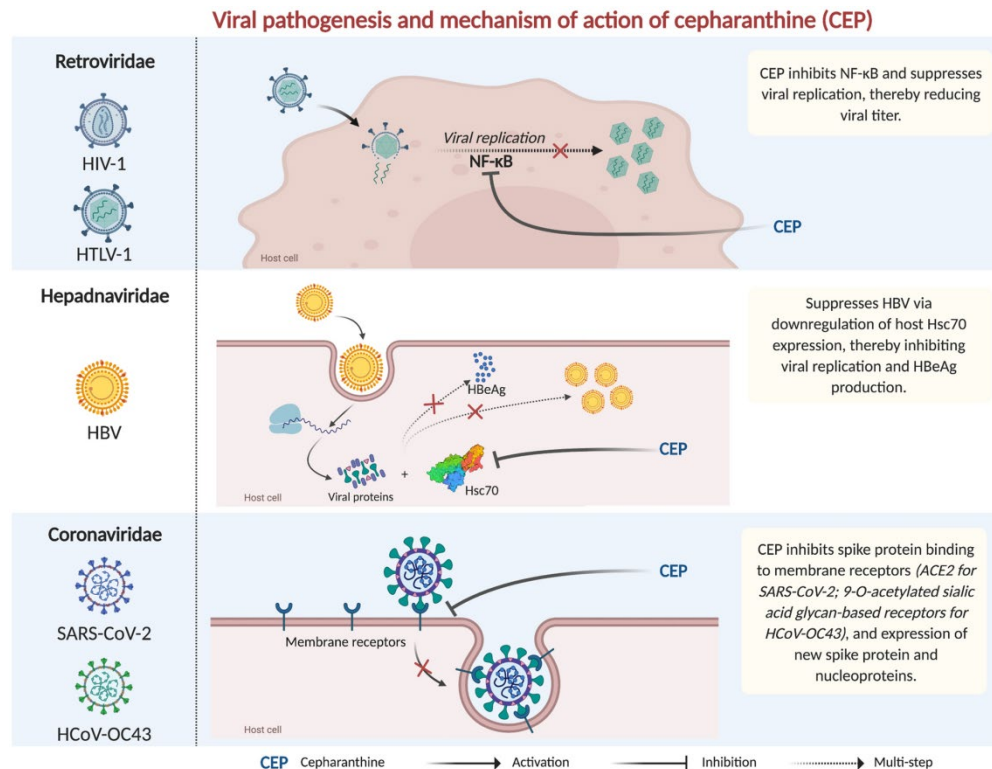 Viral pathogenesis and mechanism of action of cepharanthine (CEP)
Retroviridae
HIV-1
HTLV-1
Viral replication
NF-κB
CEP
Host cell
CEP inhibits NF-κB and suppresses
viral replication, thereby reducing
viral titer.
Hepadnaviridae
HBV
HBeAg
Viral proteins
+
Hsc70
CEP
Host cell
Suppresses HBV via
downregulation of host Hsc70
expression, thereby inhibiting
viral replication and HBeAg
production.
Coronaviridae
SARS-CoV-2
HCoV-OC43
Membrane receptors
CEP
Host cell
CEP inhibits spike protein binding
to membrane receptors (ACE2 for
SARS-CoV-2; 9-O-acetylated sialic
acid glycan-based receptors for
HCoV-OC43), and expression of
new spike protein and
nucleoproteins.
CEP Cepharanthine Activation Inhibition Multi-step